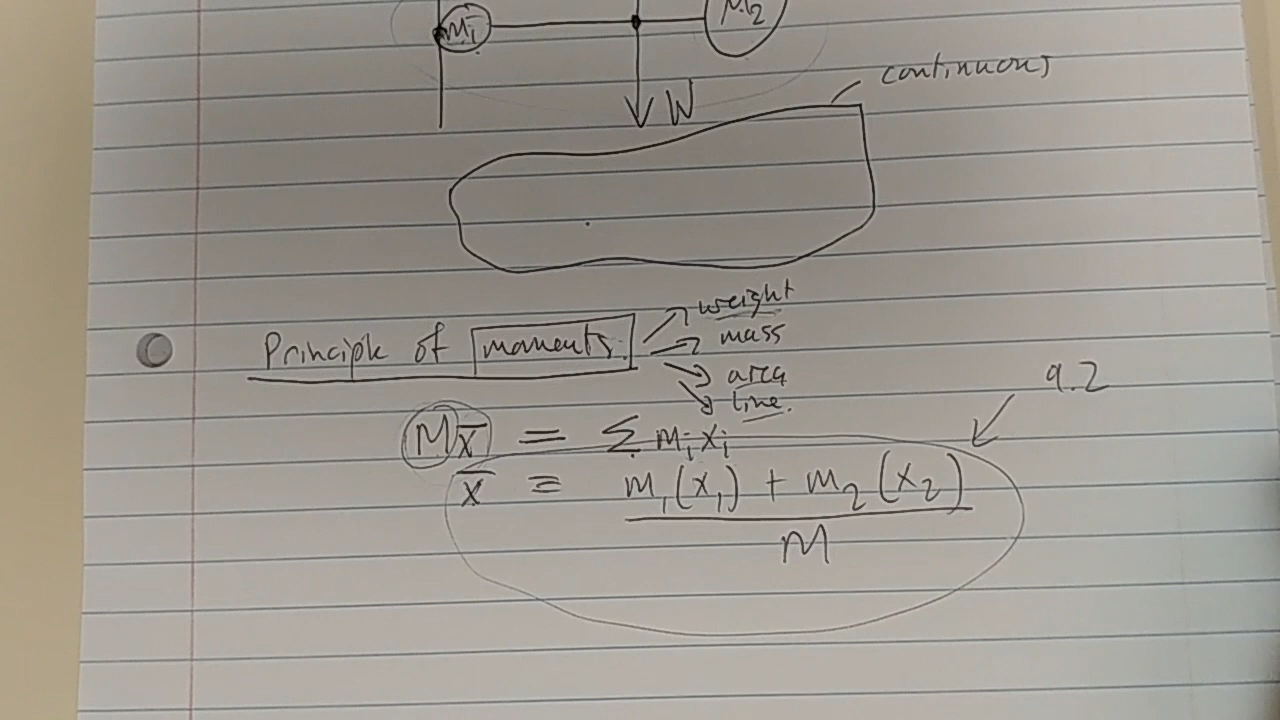 m₁ m₂
W
continuous
weight
Principle of moments.
mass
area
line.
Mx̅ = Σ mᵢxᵢ
9.2
x̅ = m₁(x₁) + m₂(x₂)
M